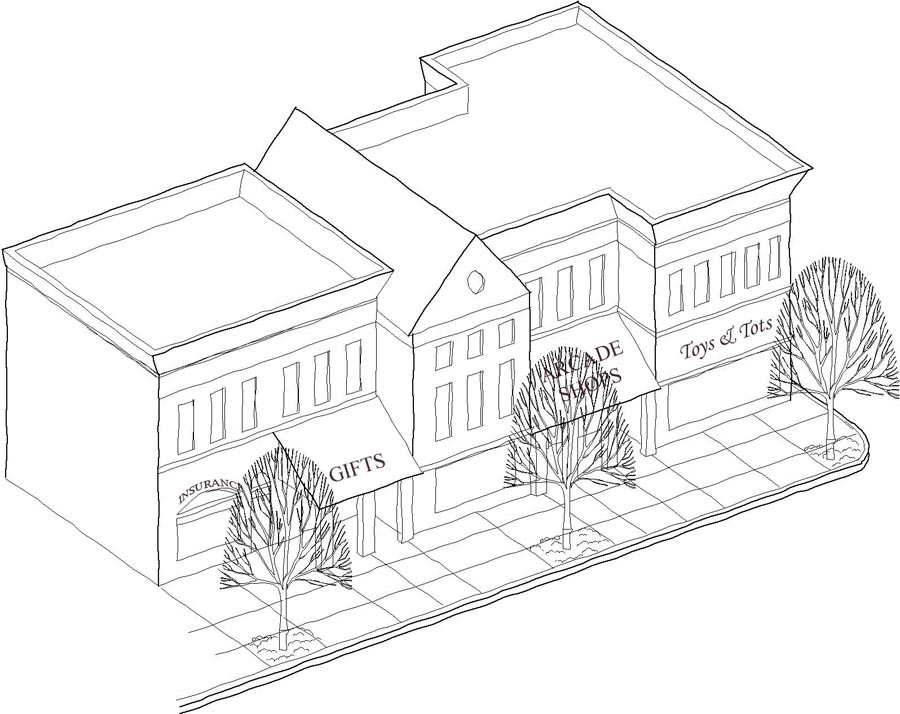 INSURANCE
GIFTS
ARCADE
SHOPS
Toys & Tots